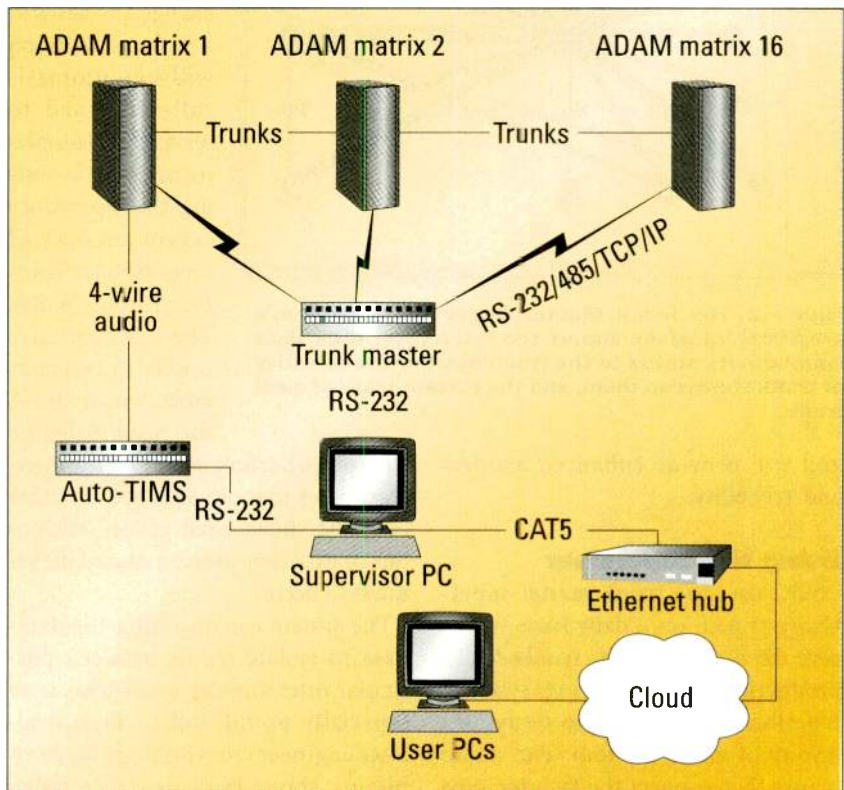 ADAM matrix 1 ADAM matrix 2 ADAM matrix 16
Trunks Trunks
4-wire
audio
RS-232/485/TCP/IP
Trunk master
RS-232
Auto-TIMS
RS-232
CAT5
Supervisor PC
Ethernet hub
Cloud
User PCs